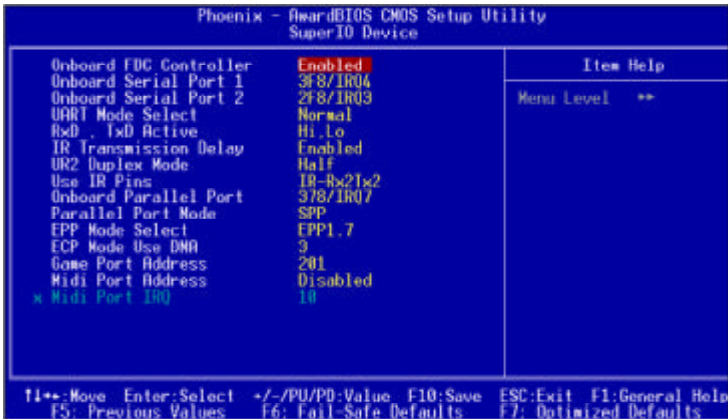 Phoenix - AwardBIOS CMOS Setup Utility
SuperIO Device
Onboard FDC Controller Enabled
Onboard Serial Port 1 3F8/IRQ4
Onboard Serial Port 2 2F8/IRQ3
UART Mode Select Normal
RxD , TxD Active Hi,Lo
IR Transmission Delay Enabled
UR2 Duplex Mode Half
Use IR Pins IR-Rx2Tx2
Onboard Parallel Port 378/IRQ7
Parallel Port Mode SPP
EPP Mode Select EPP1.7
ECP Mode Use DMA 3
Game Port Address 201
Midi Port Address Disabled
x Midi Port IRQ 10
Item Help
Menu Level ▸▸
↑↓→←:Move Enter:Select +/-/PU/PD:Value F10:Save ESC:Exit F1:General Help
F5: Previous Values F6: Fail-Safe Defaults F7: Optimized Defaults